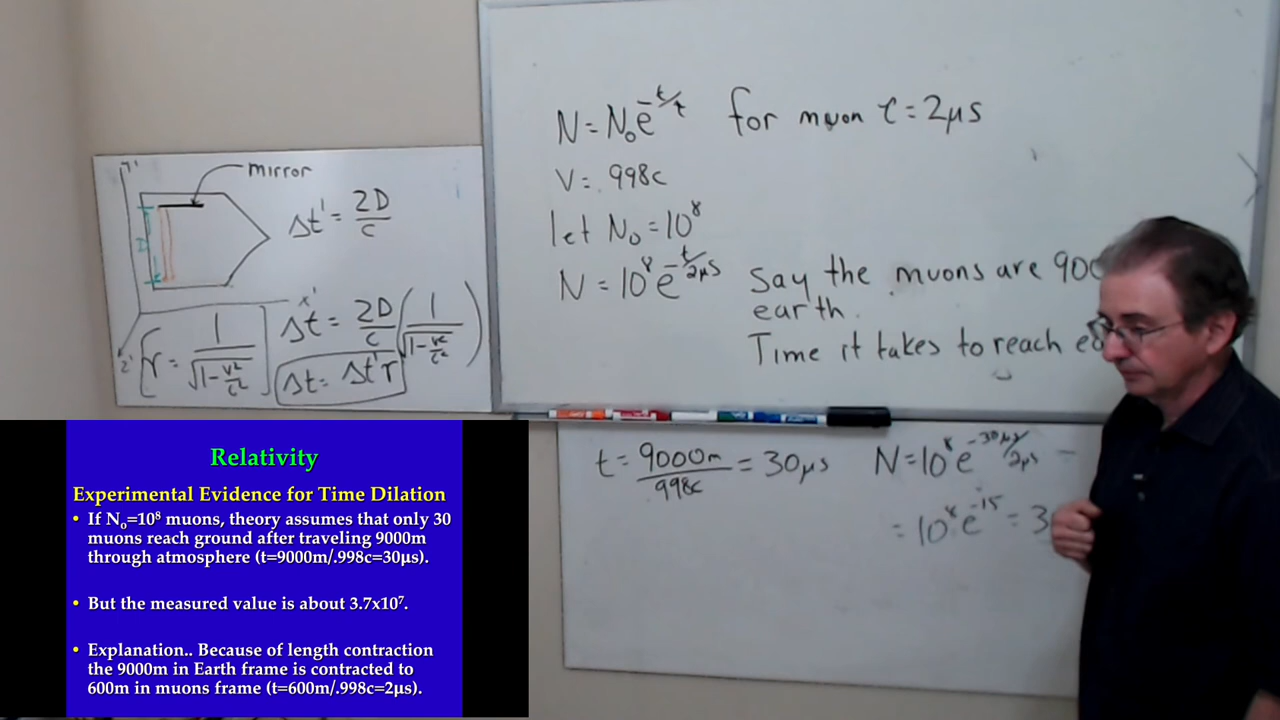 mirror
Δt' = 2D/c
D
x'
z'
r = 1/√(1-v²/c²)
Δt = 2D/c (1/√(1-v²/c²))
Δt = Δt' r
N = N₀e^-t/τ for muon τ = 2μs
V = .998c
let N₀ = 10⁸
N = 10⁸ e^-t/2μs
Say the muons are 900
earth.
Time it takes to reach
t = 9000m/.998c = 30μs
N = 10⁸ e^-30μs/2μs =
= 10⁸ e^-15 = 3
Relativity
Experimental Evidence for Time Dilation
• If No=10⁸ muons, theory assumes that only 30
muons reach ground after traveling 9000m
through atmosphere (t=9000m/.998c=30μs).
• But the measured value is about 3.7x10⁷.
• Explanation.. Because of length contraction
the 9000m in Earth frame is contracted to
600m in muons frame (t=600m/.998c=2μs).